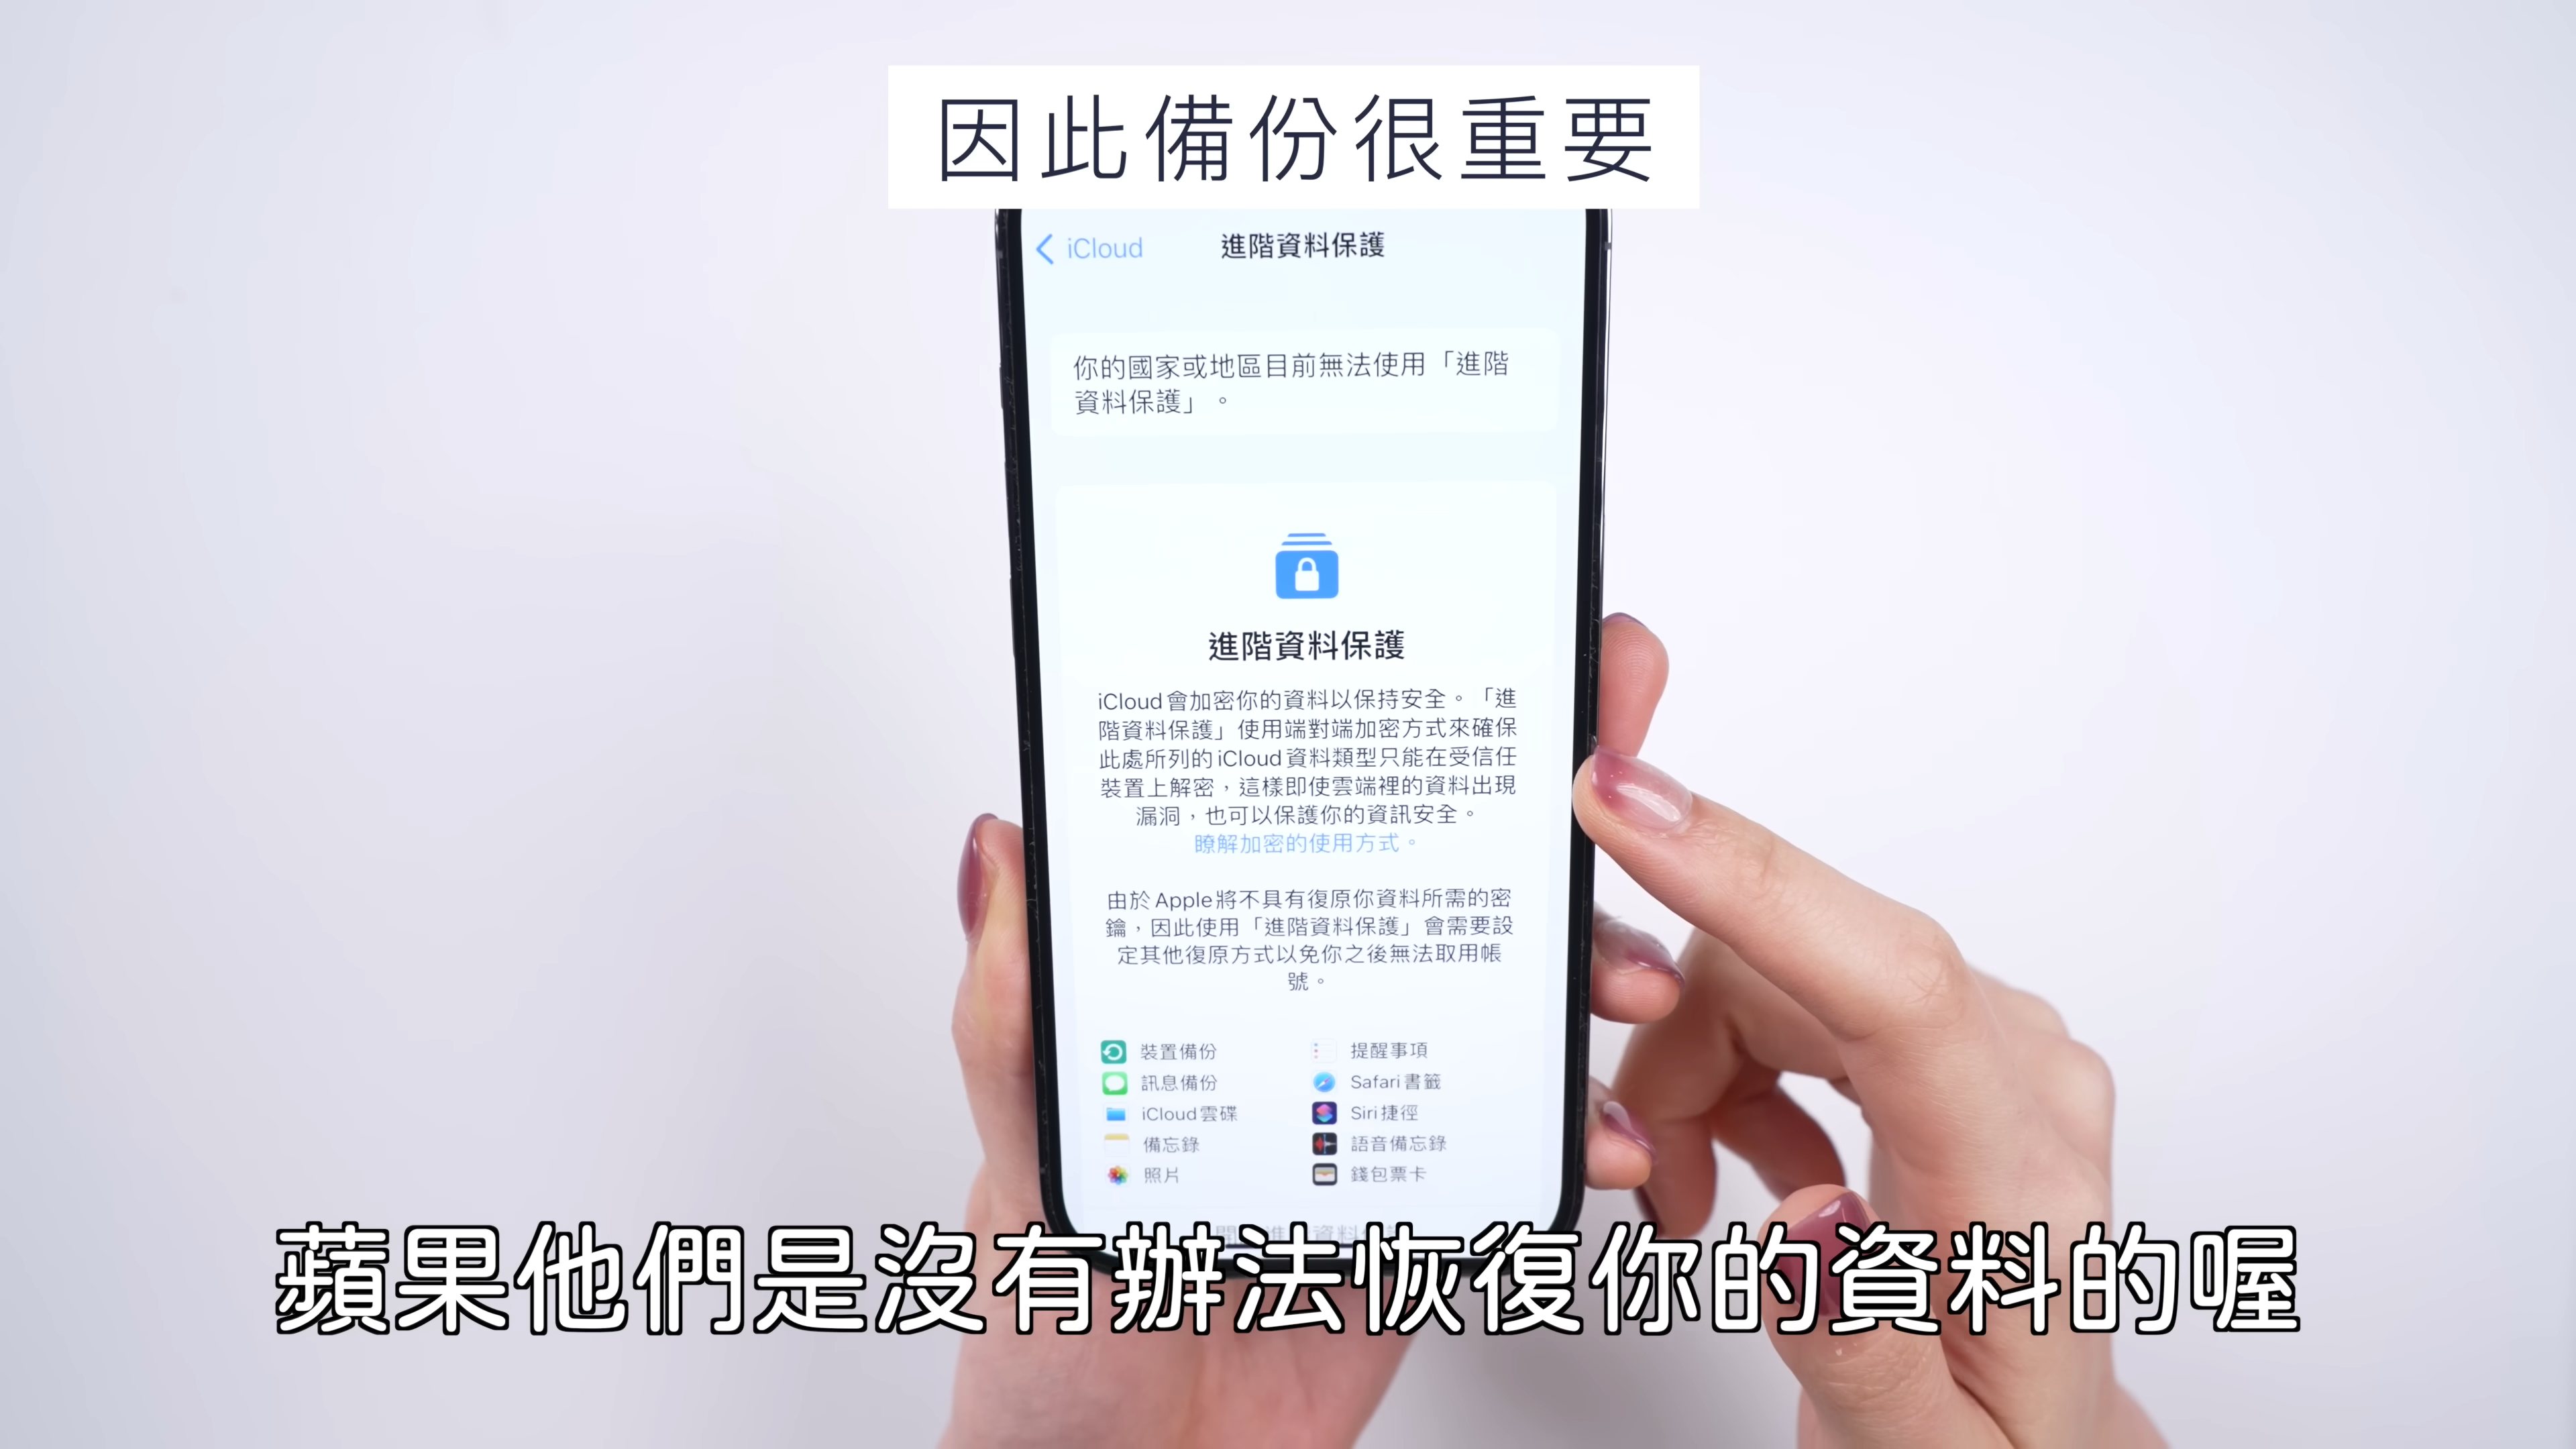 因此備份很重要
iCloud
進階資料保護
你的國家或地區目前無法使用「進階
資料保護」。
進階資料保護
iCloud會加密你的資料以保持安全。「進
階資料保護」使用端對端加密方式來確保
此處所列的iCloud資料類型只能在受信任
裝置上解密，這樣即使雲端裡的資料出現
漏洞，也可以保護你的資訊安全。
瞭解加密的使用方式。
由於Apple將不具有復原你資料所需的密
鑰，因此使用「進階資料保護」會需要設
定其他復原方式以免你之後無法取用帳
號。
裝置備份
訊息備份
iCloud雲碟
備忘錄
照片
提醒事項
Safari書籤
Siri捷徑
語音備忘錄
錢包票卡
蘋果他們是沒有辦法恢復你的資料的喔